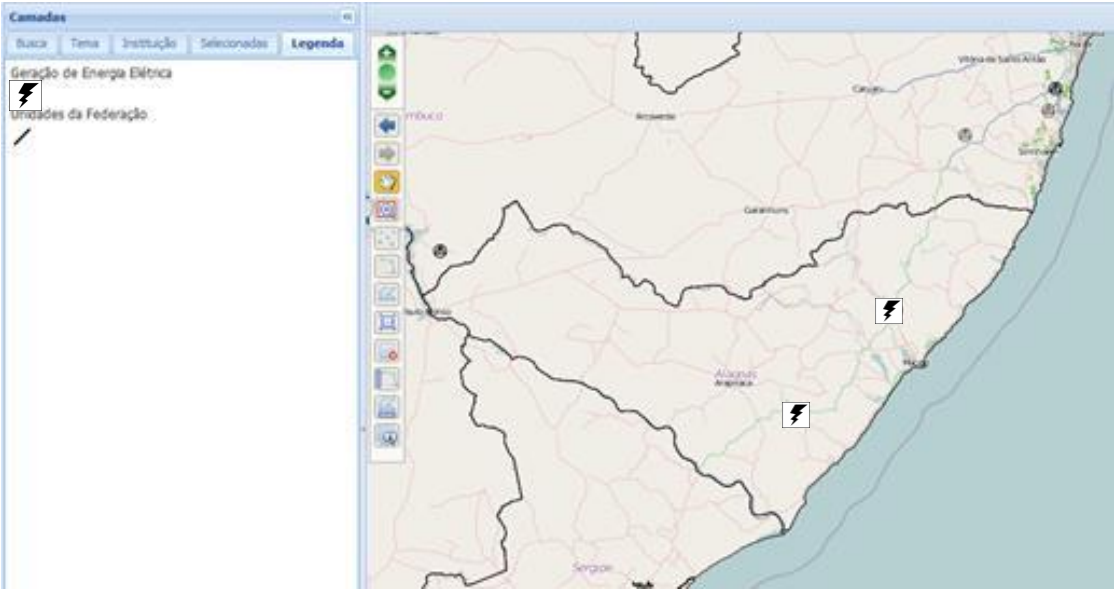 Camadas
Busca Tema Instituição Selecionadas Legenda
Geração de Energia Elétrica
Unidades da Federação
mbuco
Arcoverde
Caruaru
Vitória de Santo Antão
Garanhuns
Alagoas
Arapiraca
Sergipe